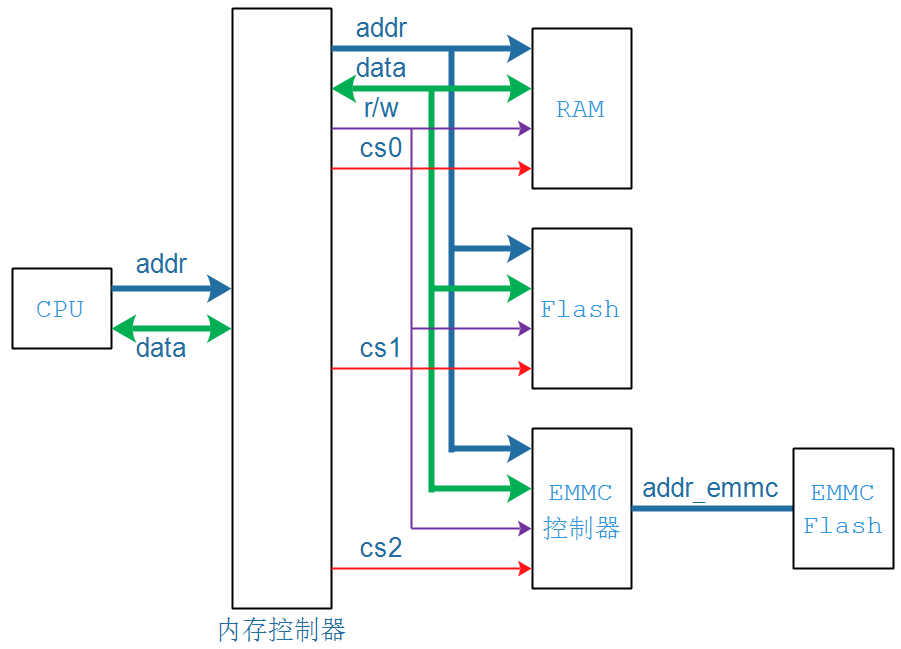 addr
data
r/w
cs0
RAM
addr
CPU
data
cs1
Flash
cs2
EMMC
控制器
addr_emmc
EMMC
Flash
内存控制器